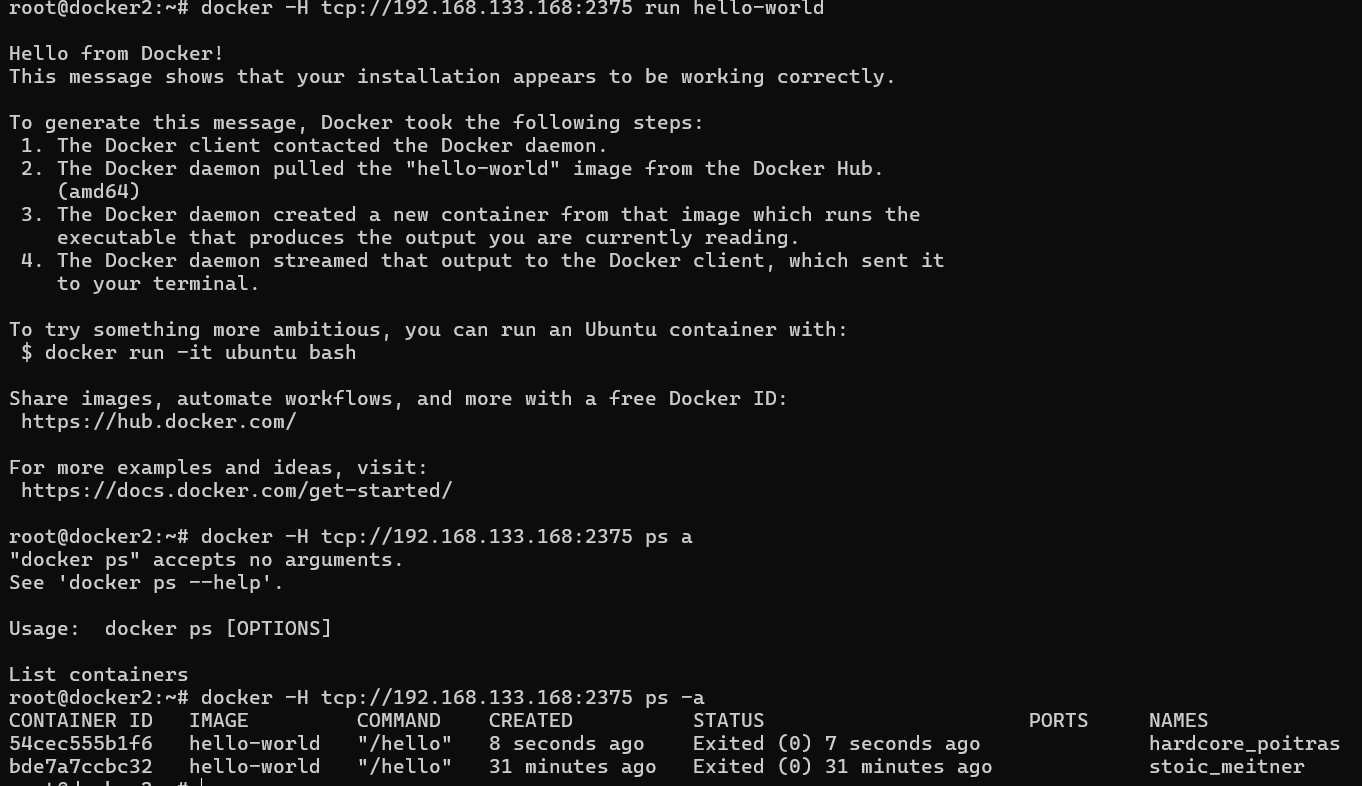 root@docker2:~# docker -H tcp://192.168.133.168:2375 run hello-world
Hello from Docker!
This message shows that your installation appears to be working correctly.
To generate this message, Docker took the following steps:
1. The Docker client contacted the Docker daemon.
2. The Docker daemon pulled the "hello-world" image from the Docker Hub.
(amd64)
3. The Docker daemon created a new container from that image which runs the
executable that produces the output you are currently reading.
4. The Docker daemon streamed that output to the Docker client, which sent it
to your terminal.
To try something more ambitious, you can run an Ubuntu container with:
$ docker run -it ubuntu bash
Share images, automate workflows, and more with a free Docker ID:
https://hub.docker.com/
For more examples and ideas, visit:
https://docs.docker.com/get-started/
root@docker2:~# docker -H tcp://192.168.133.168:2375 ps a
"docker ps" accepts no arguments.
See 'docker ps --help'.
Usage:  docker ps [OPTIONS]
List containers
root@docker2:~# docker -H tcp://192.168.133.168:2375 ps -a
CONTAINER ID   IMAGE         COMMAND    CREATED          STATUS                      PORTS     NAMES
54cec555b1f6   hello-world   "/hello"   8 seconds ago    Exited (0) 7 seconds ago              hardcore_poitras
bde7a7ccbc32   hello-world   "/hello"   31 minutes ago   Exited (0) 31 minutes ago             stoic_meitner